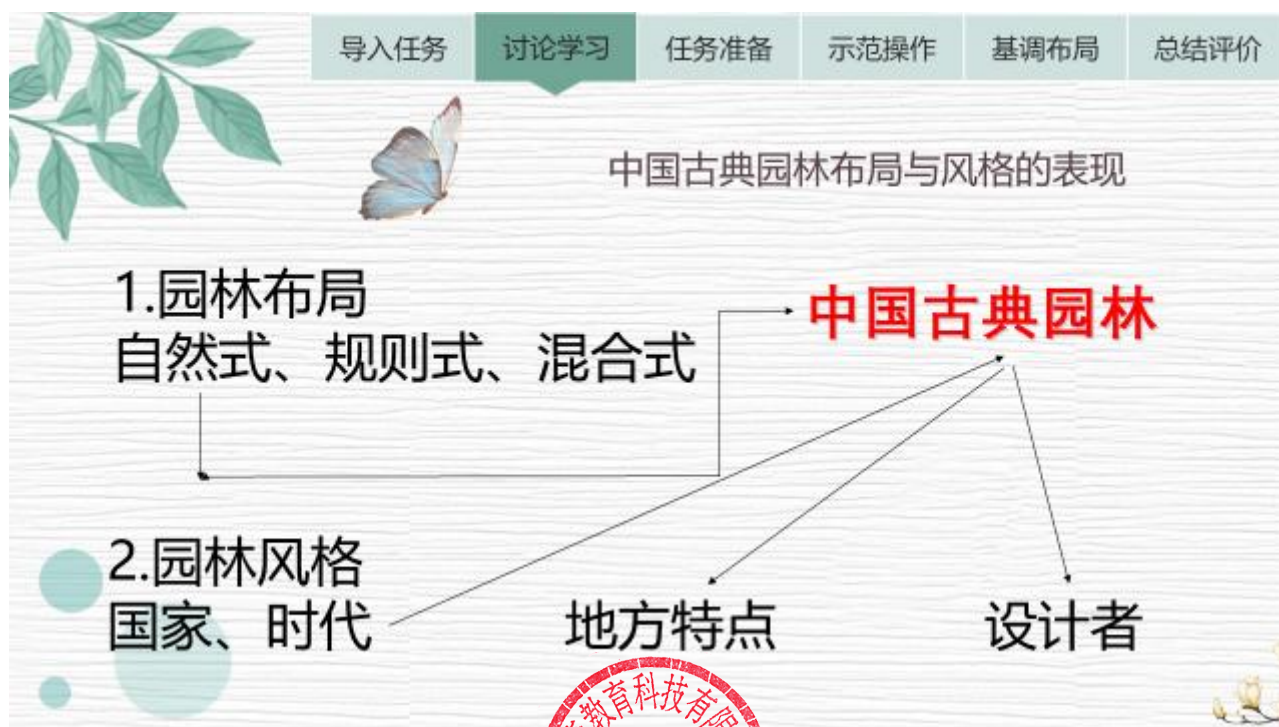 导入任务 讨论学习 任务准备 示范操作 基调布局 总结评价
中国古典园林布局与风格的表现
1.园林布局
自然式、规则式、混合式
中国古典园林
2.园林风格
国家、时代
地方特点
设计者
教育科技有限